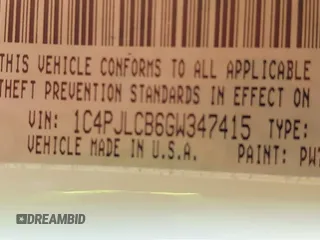 THIS VEHICLE CONFORMS TO ALL APPLICABLE
THEFT PREVENTION STANDARDS IN EFFECT ON
VIN: 1C4PJLCB6GW347415 TYPE:
VEHICLE MADE IN U.S.A. PAINT: PW7
DREAMBID